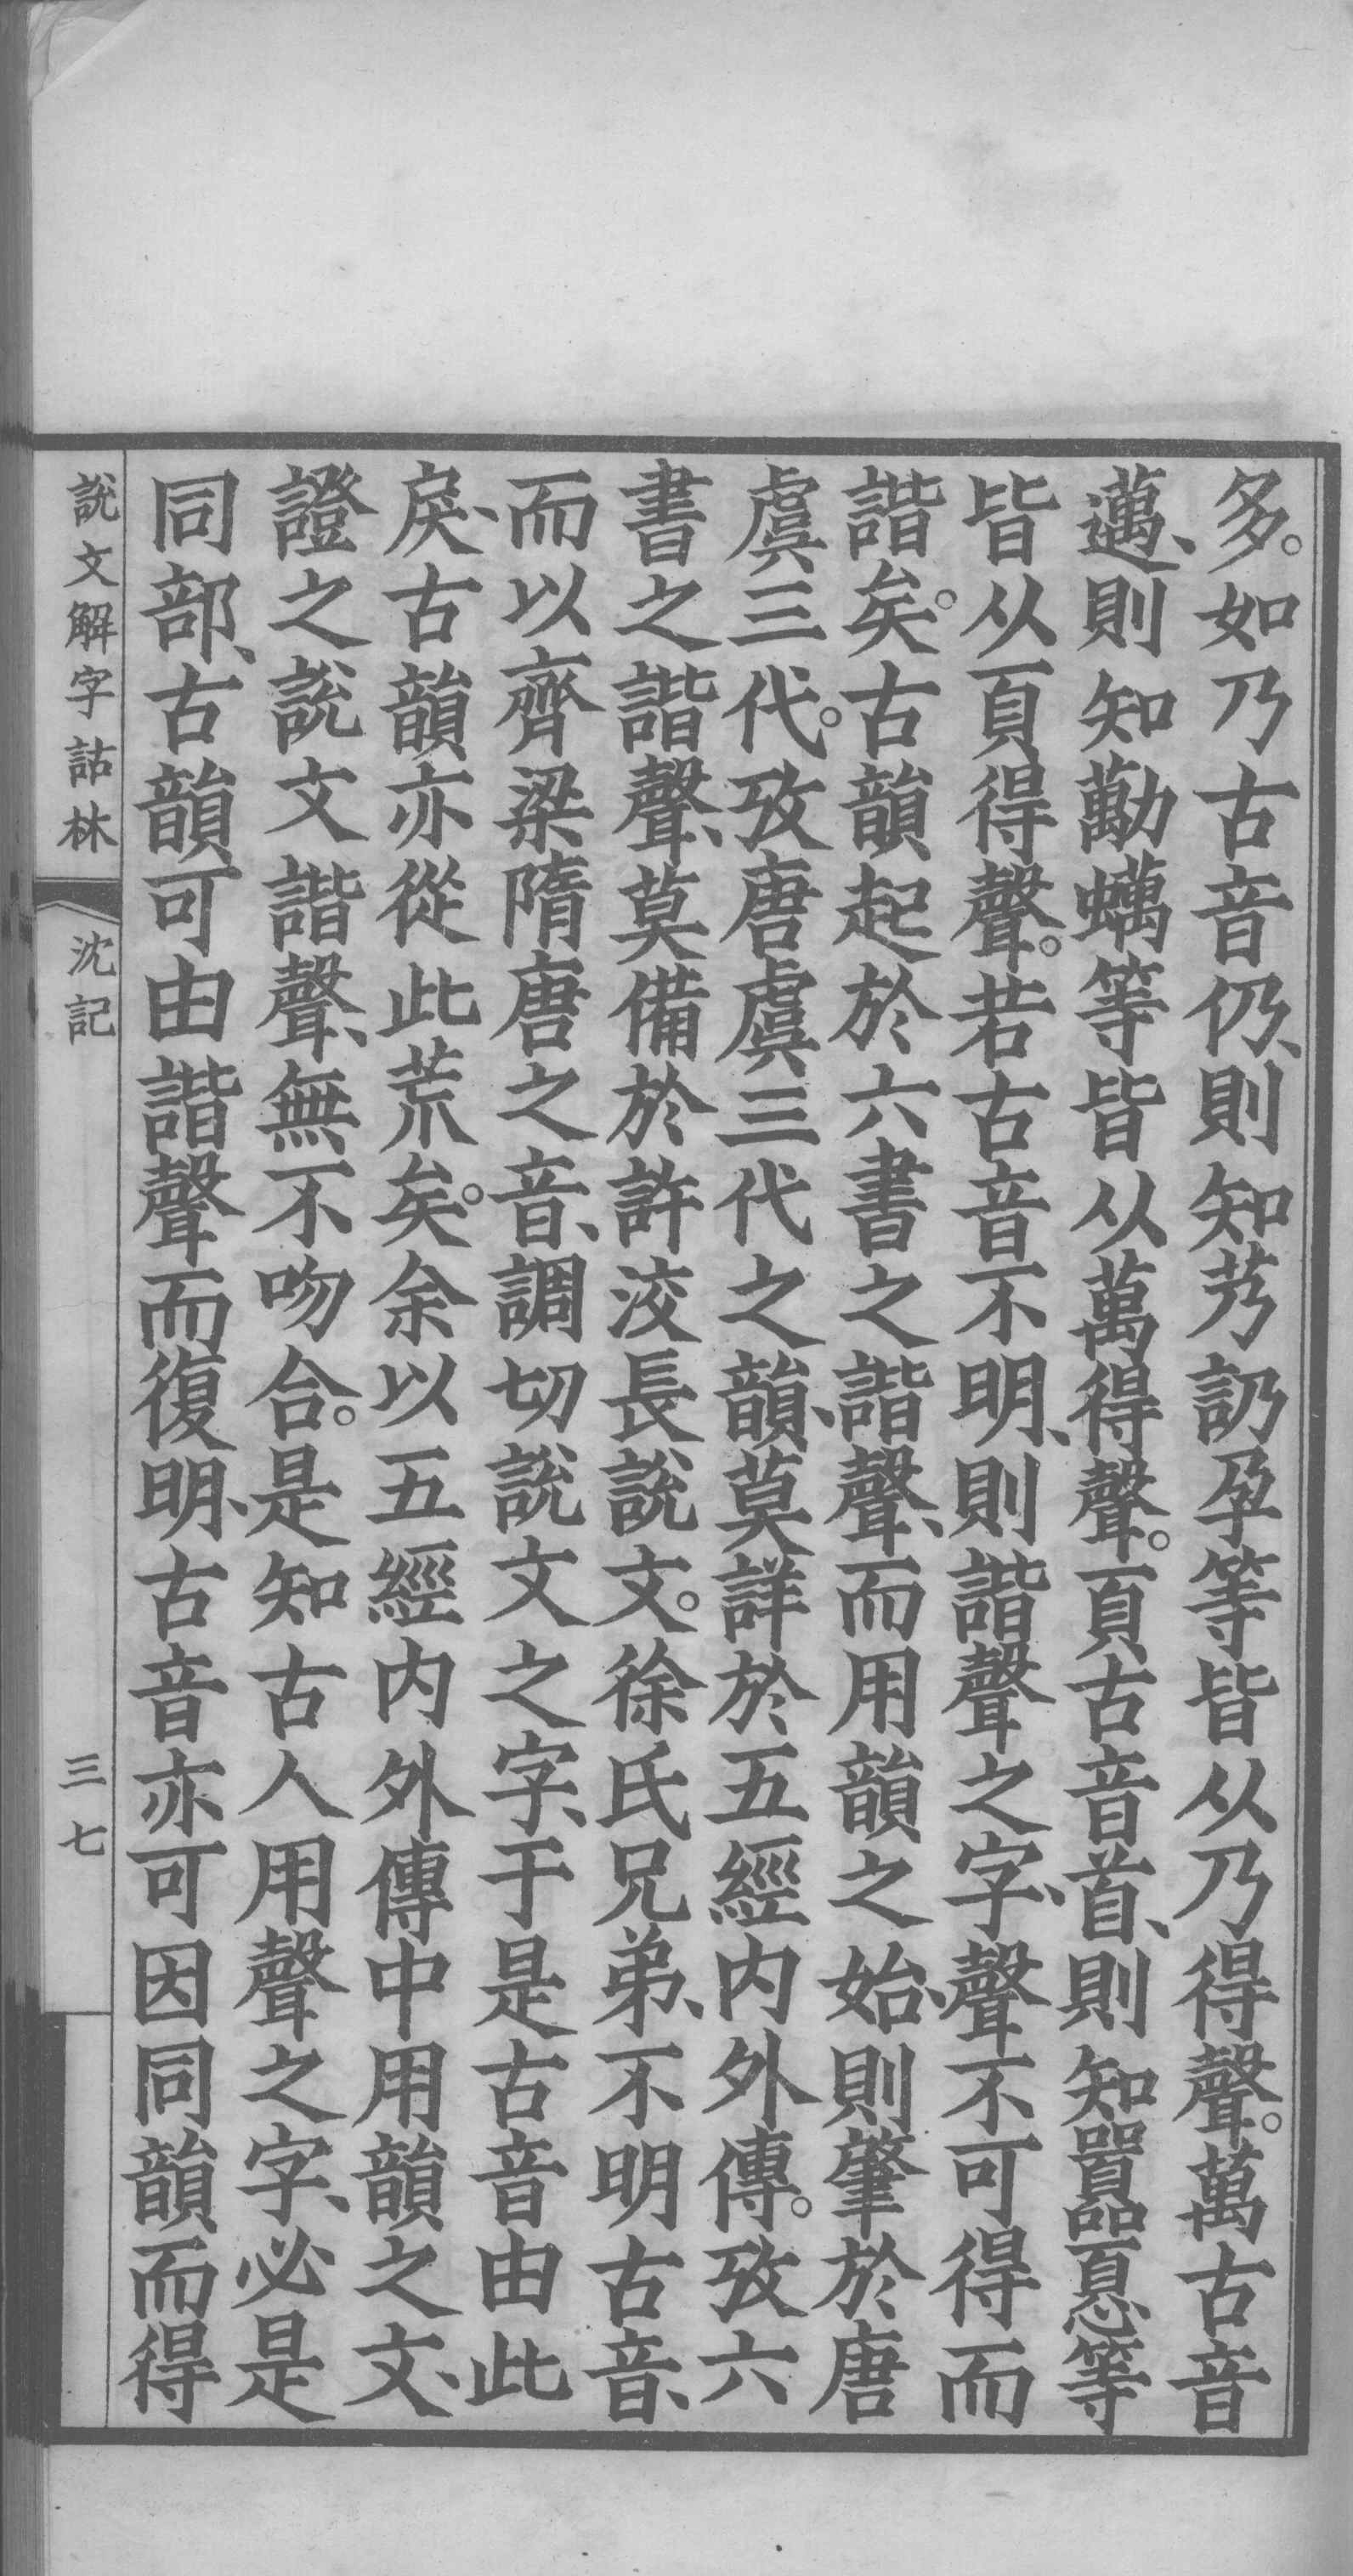 多。如乃古音仍、則知艿訒孕等皆从乃得聲。萬古音
邁、則知勱蠇等皆从萬得聲。頁古音首、則知嚚䭒等
皆从頁得聲。若古音不明、則諧聲之字、聲不可得而
諧矣。古韻起於六書之諧聲、而用韻之始、則肇於唐
虞三代。攷唐虞三代之韻、莫詳於五經内外傳。攷六
書之諧聲、莫備於許洨長說文。徐氏兄弟、不明古音、
而以齊梁隋唐之音、調切說文之字、于是古音由此
戾、古韻亦從此荒矣。余以五經内外傳中用韻之文、
證之說文諧聲、無不吻合。是知古人用聲之字、必是
同部、古韻可由諧聲而復明、古音亦可因同韻而得
說文解字詁林
沈記
三七